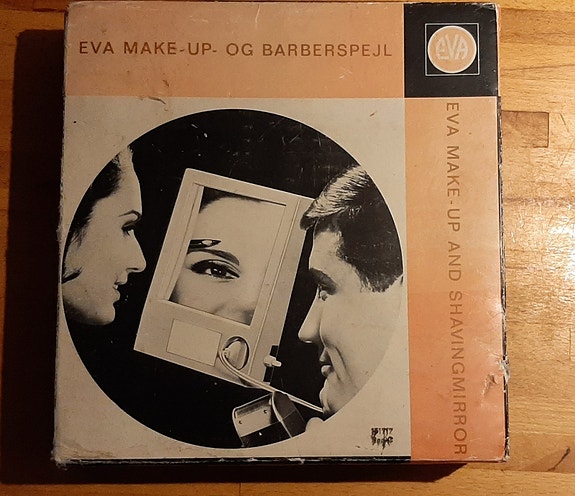 EVA MAKE-UP- OG BARBERSPEJL
EVA
EVA MAKE-UP AND SHAVINGMIRROR